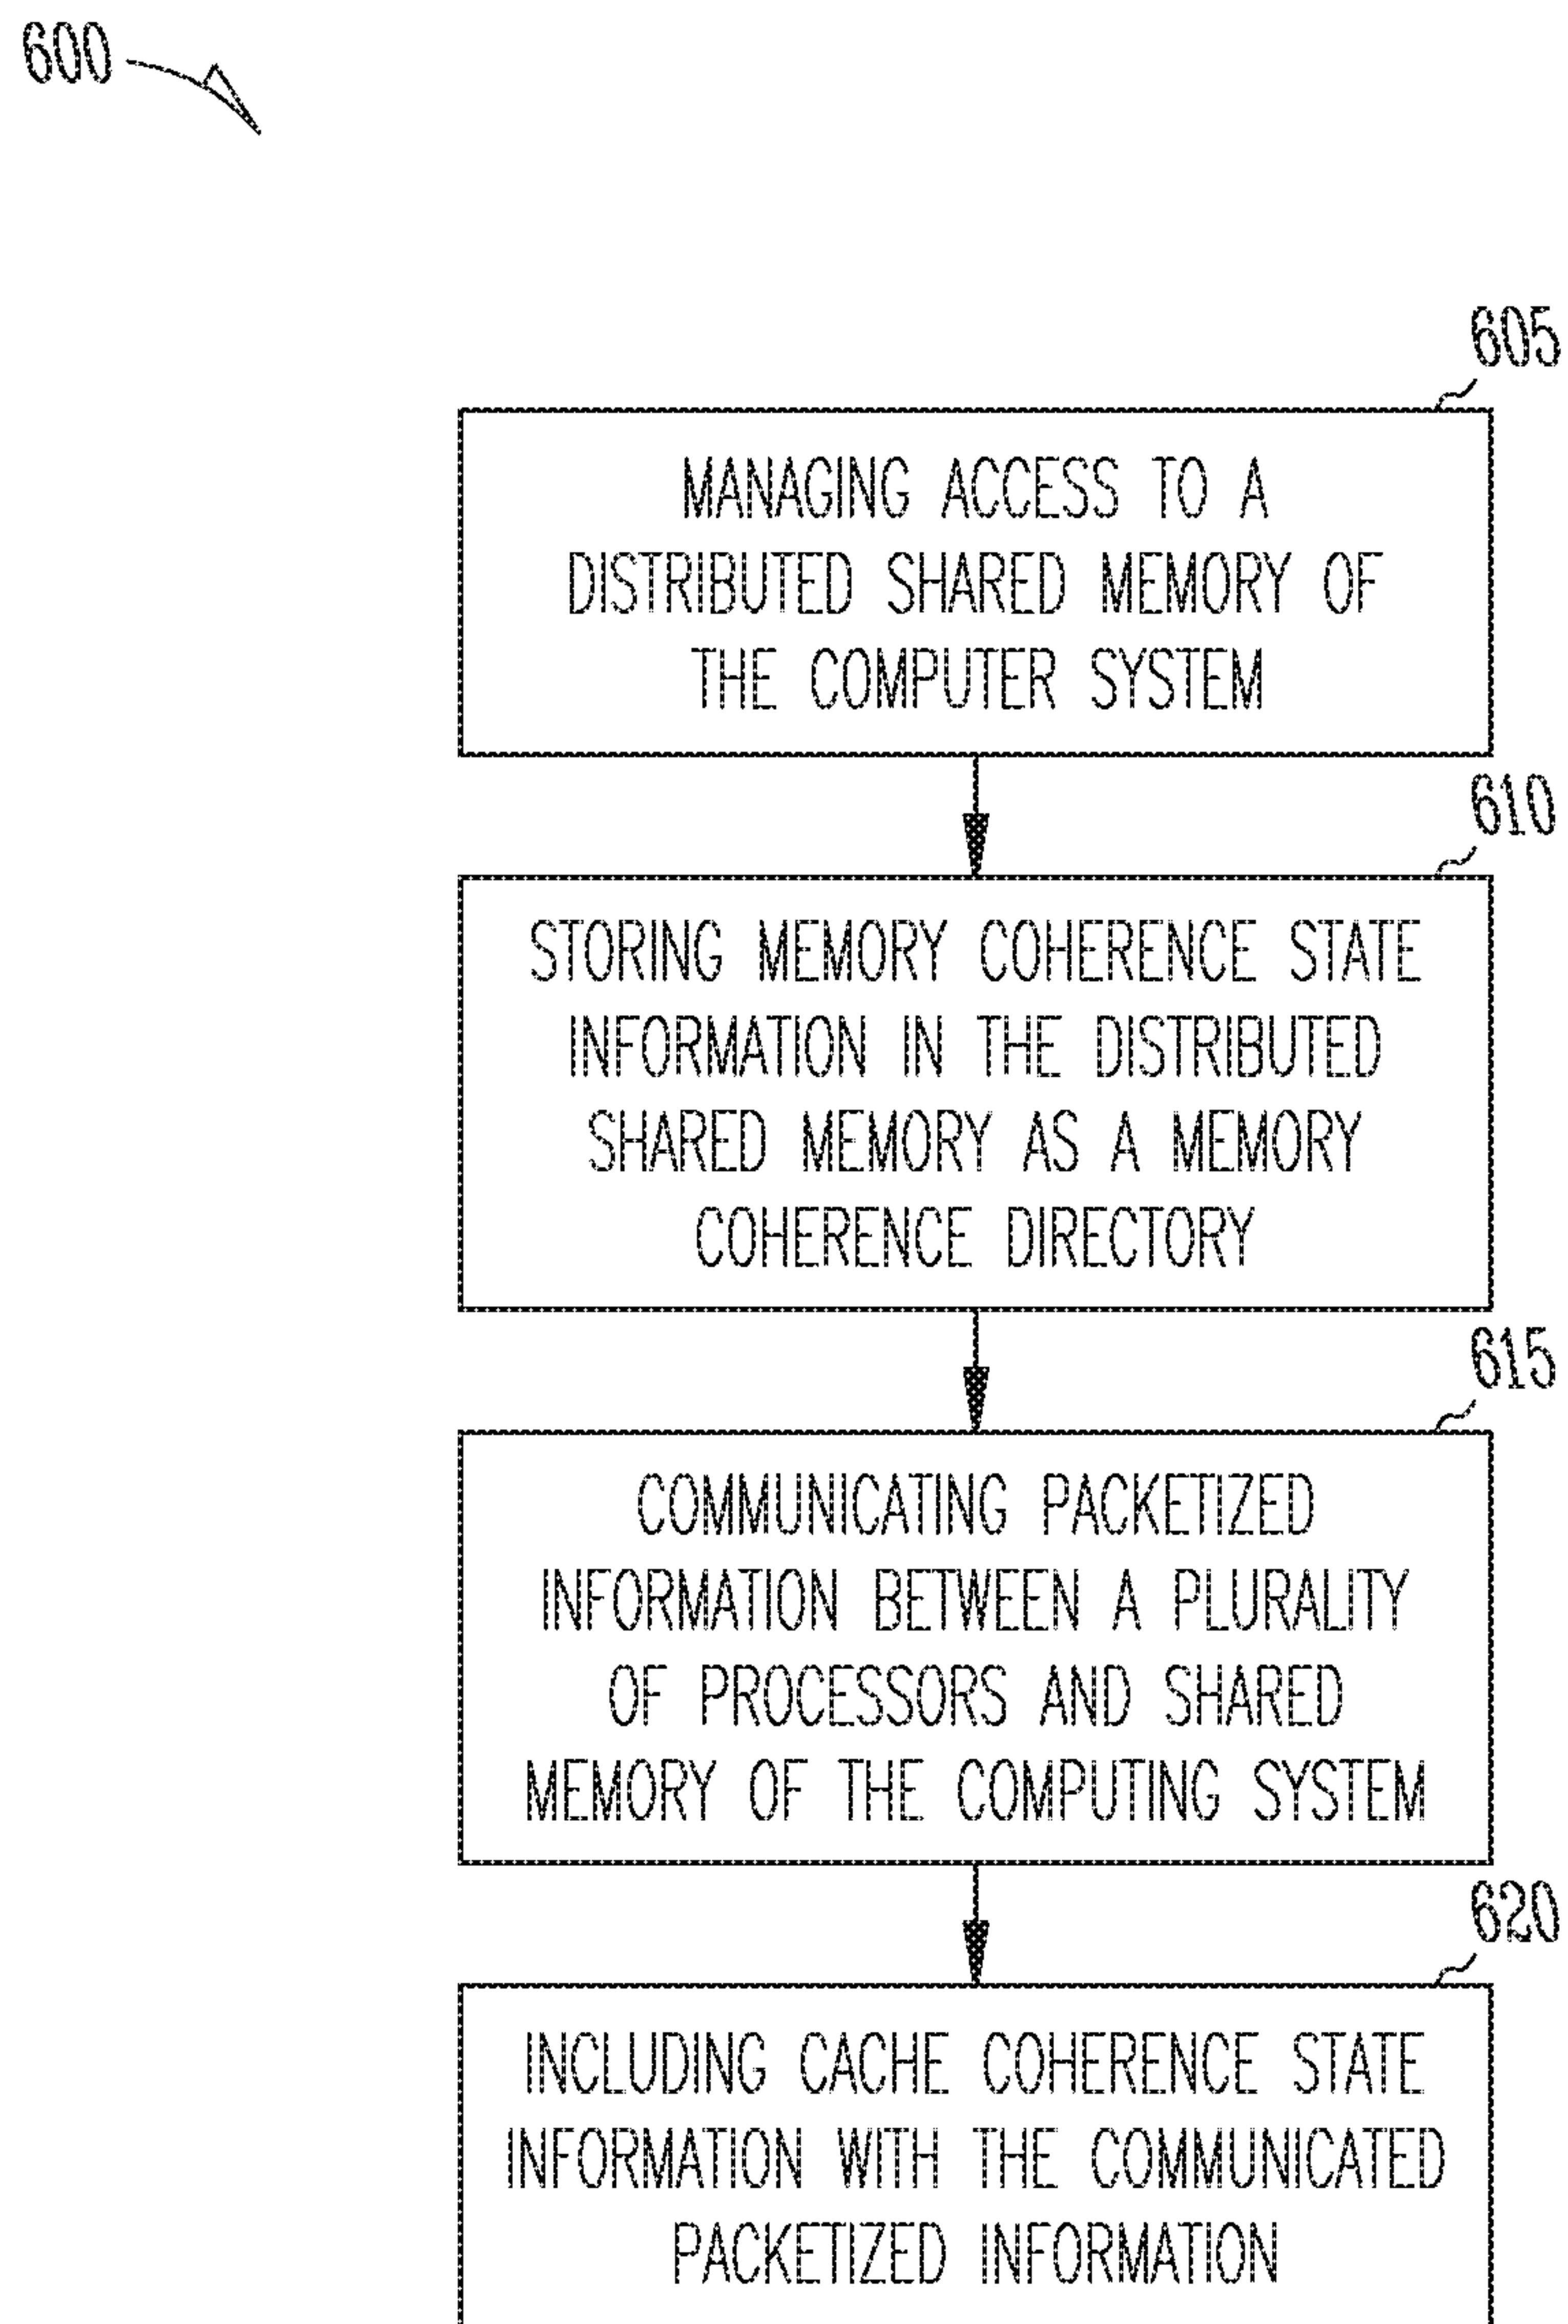 600
605
MANAGING ACCESS TO A
DISTRIBUTED SHARED MEMORY OF
THE COMPUTER SYSTEM
610
STORING MEMORY COHERENCE STATE
INFORMATION IN THE DISTRIBUTED
SHARED MEMORY AS A MEMORY
COHERENCE DIRECTORY
615
COMMUNICATING PACKETIZED
INFORMATION BETWEEN A PLURALITY
OF PROCESSORS AND SHARED
MEMORY OF THE COMPUTING SYSTEM
620
INCLUDING CACHE COHERENCE STATE
INFORMATION WITH THE COMMUNICATED
PACKETIZED INFORMATION